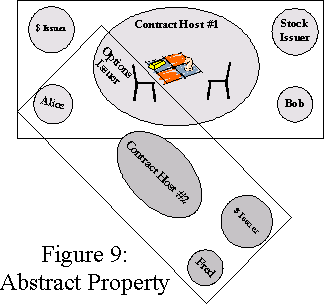 $ Issuer
Contract Host #1
Stock
Issuer
Options
Issuer
Alice
Bob
Contract Host #2
$ Issuer
Fred
Figure 9:
Abstract Property